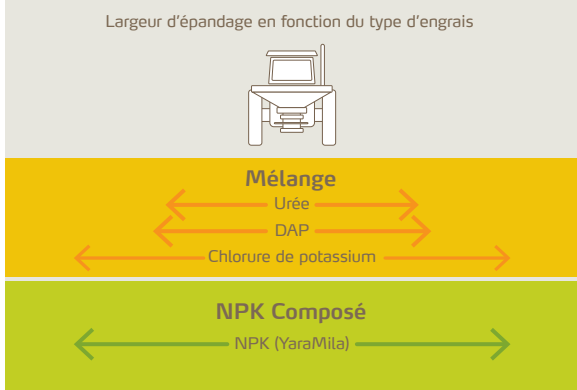 Largeur d’épandage en fonction du type d’engrais
Mélange
Urée
DAP
Chlorure de potassium
NPK Composé
NPK (YaraMila)